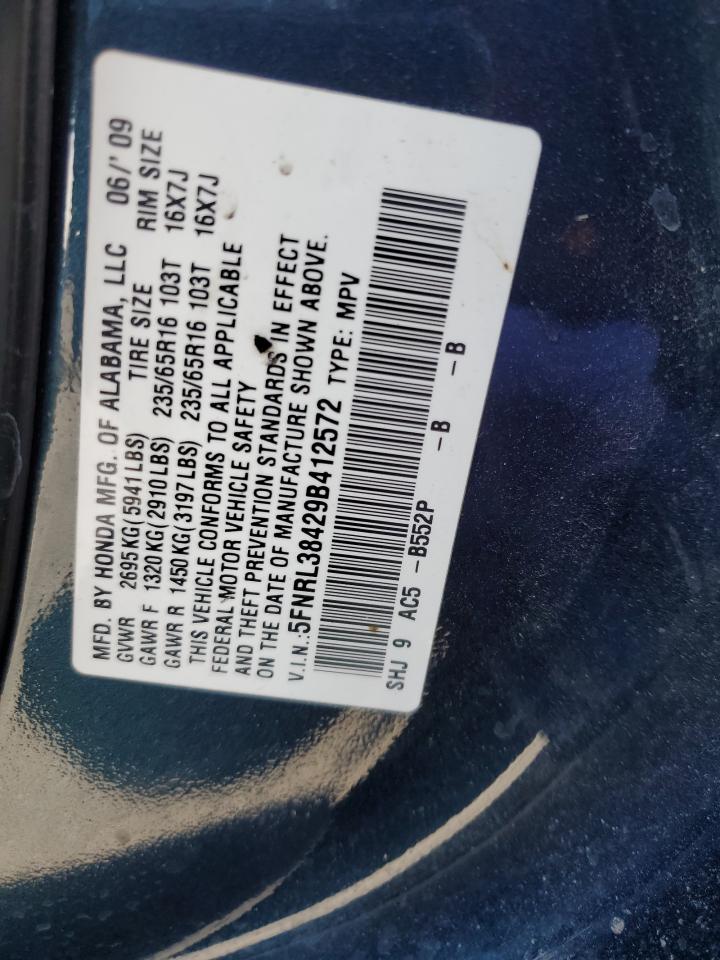 MFD. BY HONDA MFG. OF ALABAMA, LLC 06/' 09
GVWR 2695KG(5941LBS) TIRE SIZE RIM SIZE
GAWR F 1320KG(2910LBS) 235/65R16 103T 16X7J
GAWR R 1450KG(3197LBS) 235/65R16 103T 16X7J
THIS VEHICLE CONFORMS TO ALL APPLICABLE
FEDERAL MOTOR VEHICLE SAFETY
AND THEFT PREVENTION STANDARDS IN EFFECT
ON THE DATE OF MANUFACTURE SHOWN ABOVE.
V.I.N.:5FNRL38429B412572 TYPE: MPV
SHJ 9 AC5 -B552P -B -B